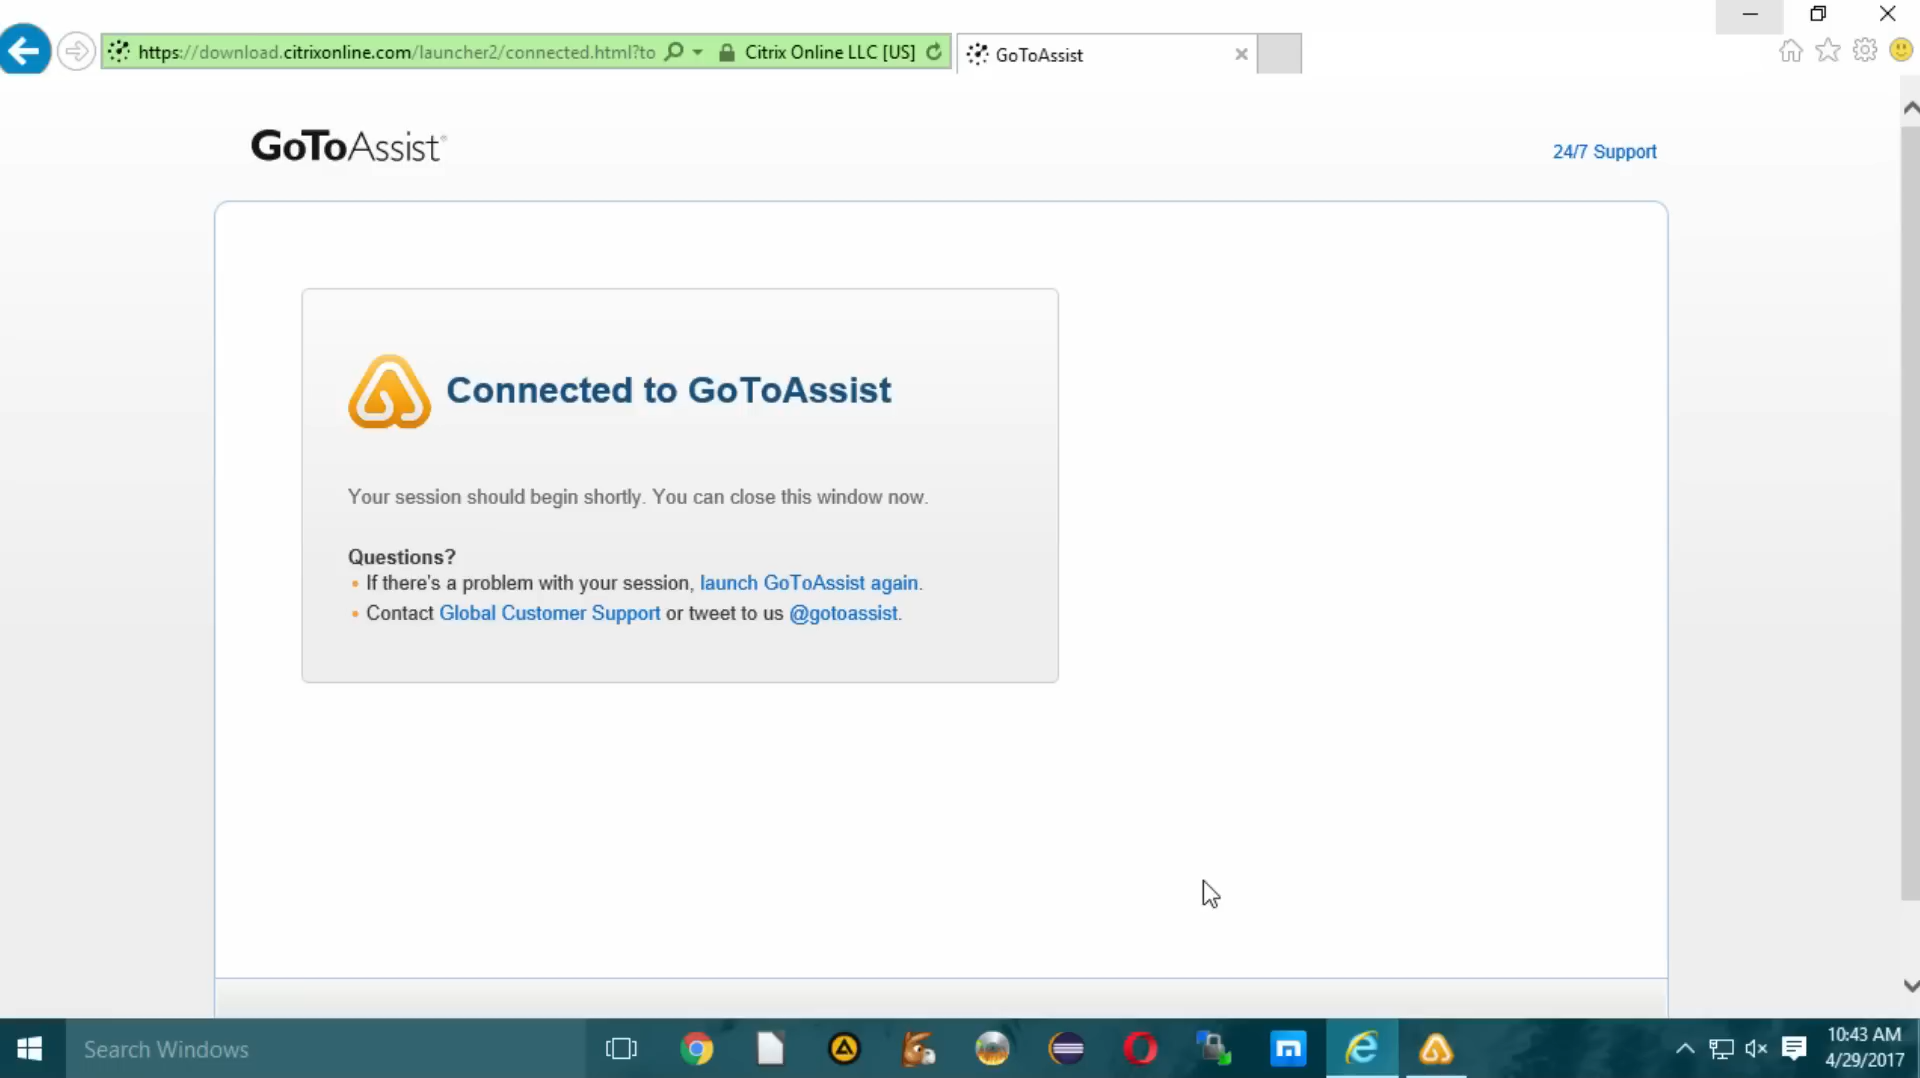 https://download.citrixonline.com/launcher2/connected.html?to
Citrix Online LLC [US]
GoToAssist
GoToAssist
24/7 Support
Connected to GoToAssist
Your session should begin shortly. You can close this window now.
Questions?
If there's a problem with your session, launch GoToAssist again.
Contact Global Customer Support or tweet to us @gotoassist.
Search Windows
10:43 AM
4/29/2017